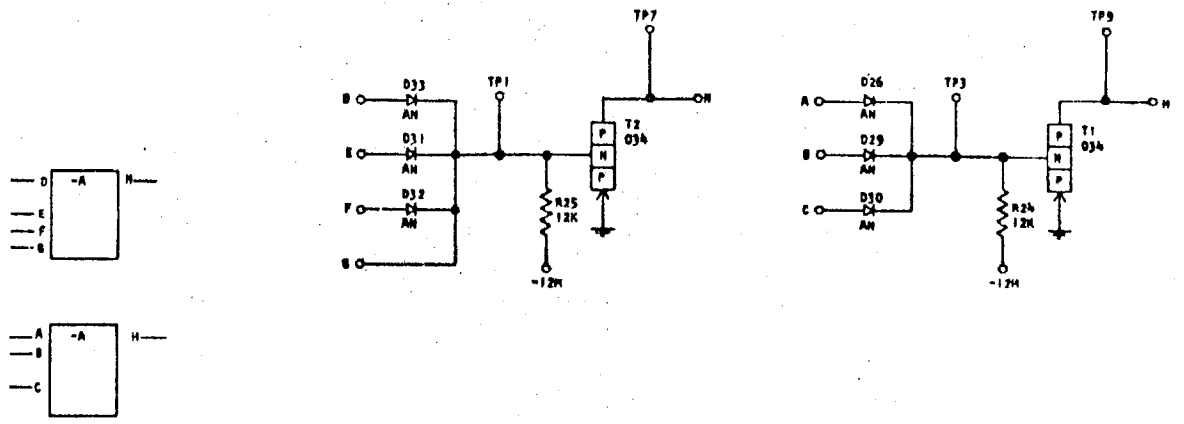 TP7
TP9
D33
TP1
D26
TP3
D
N
A
H
AN
AN
P
T2
034
P
T1
034
D31
D29
E
N
B
N
AN
AN
P
P
D -A N
D32
R25
12K
D30
R24
12K
F
C
E
AN
AN
F
G
G
-12M
-12M
A -A H
B
C